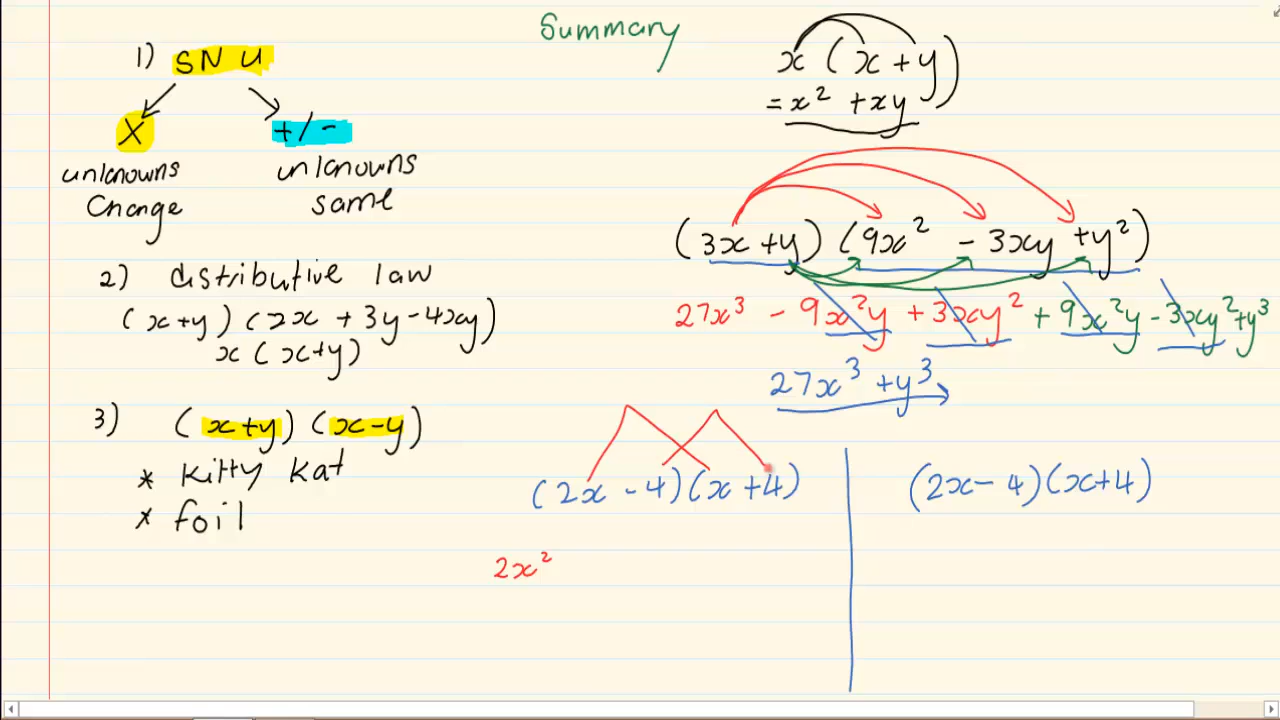 Summary
1) SNU
X
+/-
unknowns
Change
unknowns
same
2) distributive law
(x+y)(2x + 3y - 4xy)
x(x+y)
3) (x+y)(x-y)
* Kitty kat
* foil
x(x+y)
= x² + xy
(3x + y)(9x² - 3xy + y²)
27x³ - 9x²y + 3xy² + 9x²y - 3xy² + y³
27x³ + y³
(2x - 4)(x + 4)
2x²
(2x - 4)(x+4)